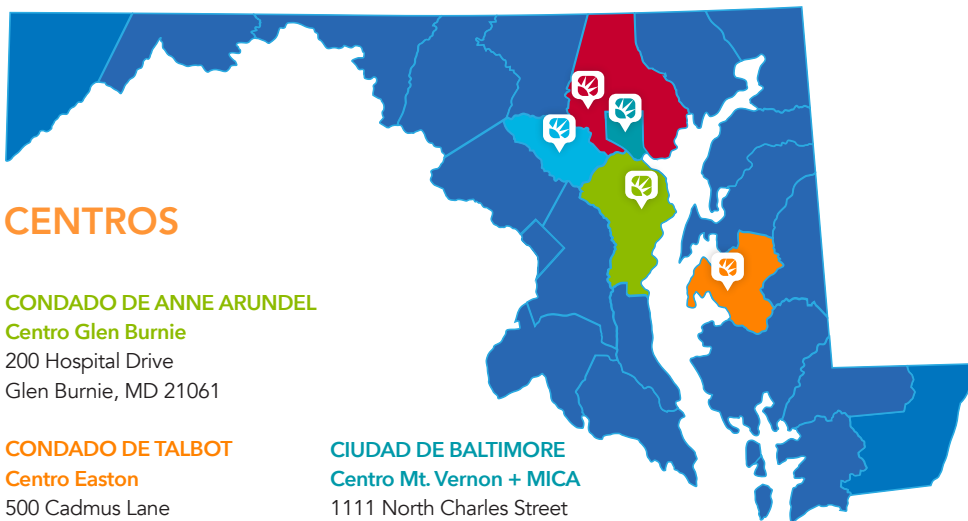 CENTROS
CONDADO DE ANNE ARUNDEL
Centro Glen Burnie
200 Hospital Drive
Glen Burnie, MD 21061
CONDADO DE TALBOT
Centro Easton
500 Cadmus Lane
CIUDAD DE BALTIMORE
Centro Mt. Vernon + MICA
1111 North Charles Street